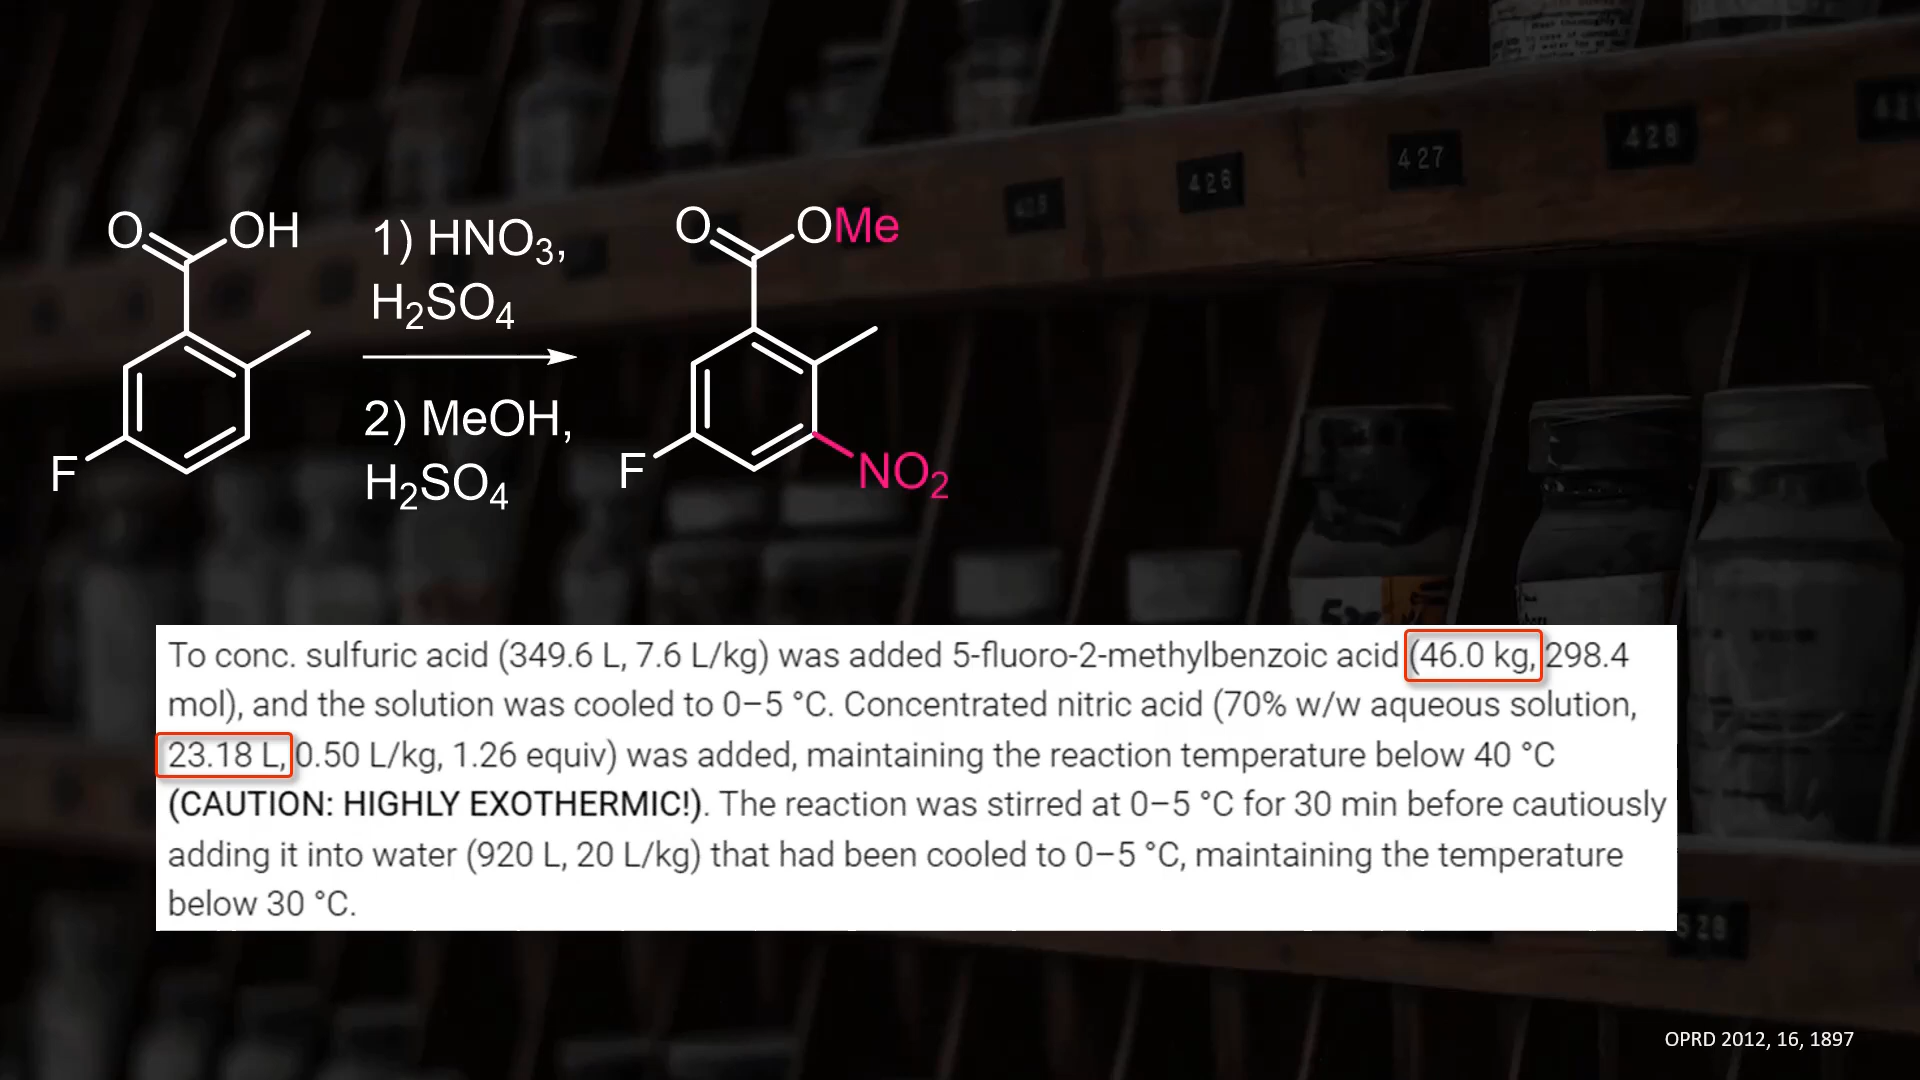 O OH
F
1) HNO3,
H2SO4
2) MeOH,
H2SO4
O OMe
F NO2
426
427
428
To conc. sulfuric acid (349.6 L, 7.6 L/kg) was added 5-fluoro-2-methylbenzoic acid (46.0 kg, 298.4
mol), and the solution was cooled to 0–5 °C. Concentrated nitric acid (70% w/w aqueous solution,
23.18 L, 0.50 L/kg, 1.26 equiv) was added, maintaining the reaction temperature below 40 °C
(CAUTION: HIGHLY EXOTHERMIC!). The reaction was stirred at 0–5 °C for 30 min before cautiously
adding it into water (920 L, 20 L/kg) that had been cooled to 0–5 °C, maintaining the temperature
below 30 °C.
528
OPRD 2012, 16, 1897